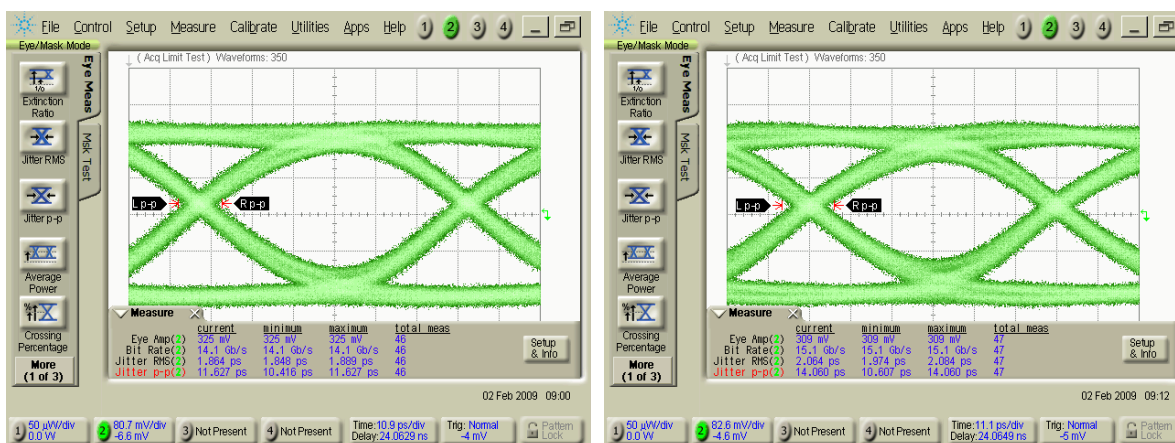 File Control Setup Measure Calibrate Utilities Apps Help 1 2 3 4
Eye/Mask Mode
( Acq Limit Test ) Waveforms: 350
Eye Meas
Msk Test
1/0
Extinction
Ratio
Jitter RMS
Jitter p-p
Average
Power
Crossing
Percentage
More
(1 of 3)
L p-p
R p-p
Measure
current minimum maximum total meas
Eye Amp(2) 325 mV 325 mV 325 mV 46
Bit Rate(2) 14.1 Gb/s 14.1 Gb/s 14.1 Gb/s 46
Jitter RMS(2) 1.864 ps 1.848 ps 1.889 ps 46
Jitter p-p(2) 11.627 ps 10.416 ps 11.627 ps 46
Setup
& Info
02 Feb 2009 09:00
1 50 µW/div
0.0 W
2 80.7 mV/div
-6.6 mV
3 Not Present
4 Not Present
Time:10.9 ps/div
Delay:24.0629 ns
Trig: Normal
-4 mV
Pattern
Lock
File Control Setup Measure Calibrate Utilities Apps Help 1 2 3 4
Eye/Mask Mode
( Acq Limit Test ) Waveforms: 350
Eye Meas
Msk Test
1/0
Extinction
Ratio
Jitter RMS
Jitter p-p
Average
Power
Crossing
Percentage
More
(1 of 3)
L p-p
R p-p
Measure
current minimum maximum total meas
Eye Amp(2) 309 mV 309 mV 309 mV 47
Bit Rate(2) 15.1 Gb/s 15.1 Gb/s 15.1 Gb/s 47
Jitter RMS(2) 2.064 ps 1.974 ps 2.084 ps 47
Jitter p-p(2) 14.060 ps 10.607 ps 14.060 ps 47
Setup
& Info
02 Feb 2009 09:12
1 50 µW/div
0.0 W
2 82.6 mV/div
-4.6 mV
3 Not Present
4 Not Present
Time:11.1 ps/div
Delay:24.0649 ns
Trig: Normal
-5 mV
Pattern
Lock